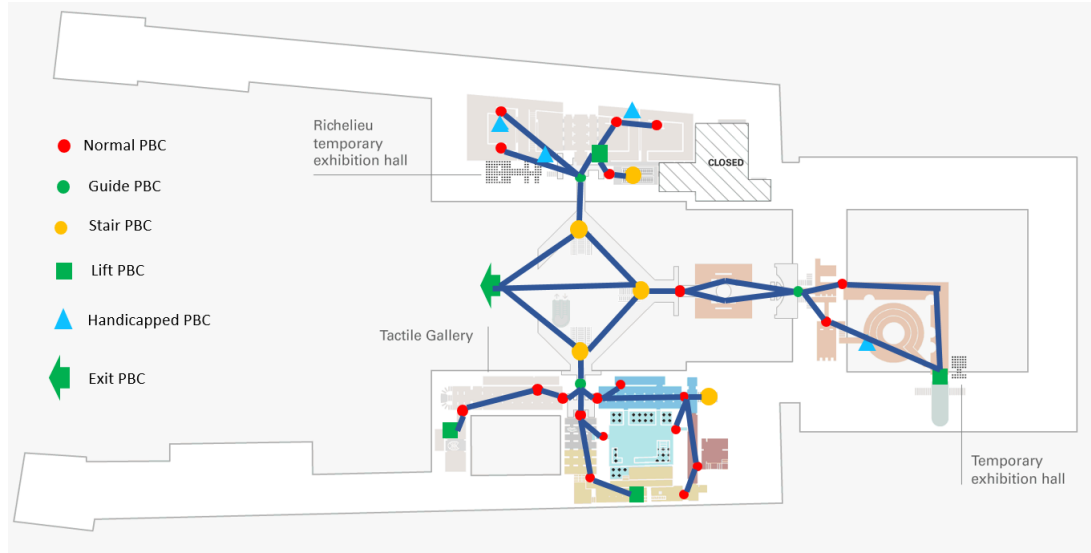 Richelieu
temporary
exhibition hall
CLOSED
Normal PBC
Guide PBC
Stair PBC
Lift PBC
Handicapped PBC
Exit PBC
Tactile Gallery
Temporary
exhibition hall